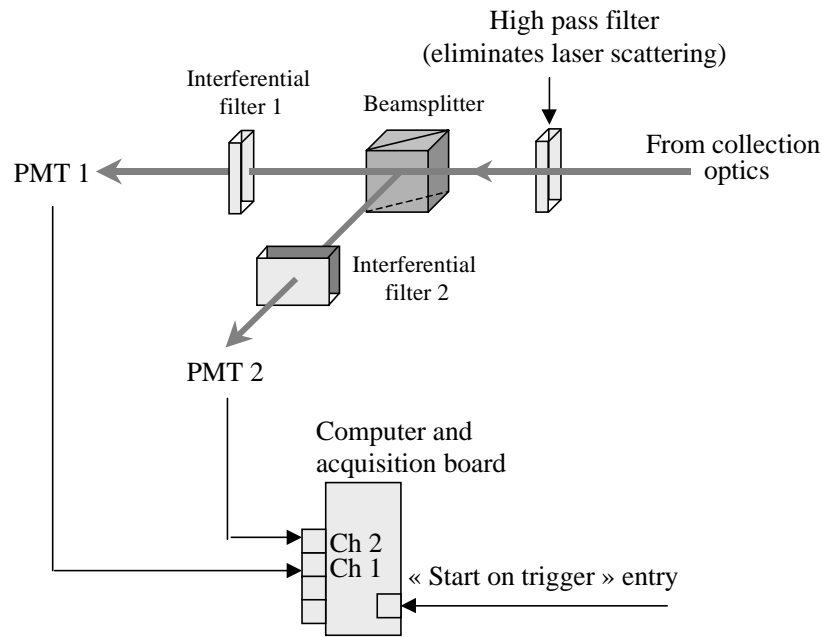 High pass filter
(eliminates laser scattering)
Interferential
filter 1
Beamsplitter
From collection
optics
PMT 1
Interferential
filter 2
PMT 2
Computer and
acquisition board
Ch 2
Ch 1
« Start on trigger » entry